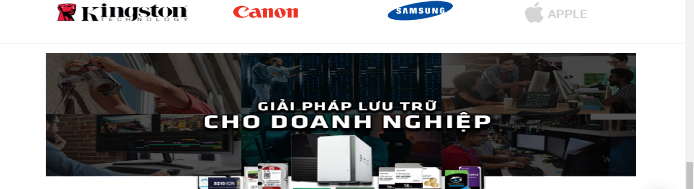 Kingston
TECHNOLOGY
Canon
SAMSUNG
APPLE
GIẢI PHÁP LƯU TRỮ
CHO DOANH NGHIỆP